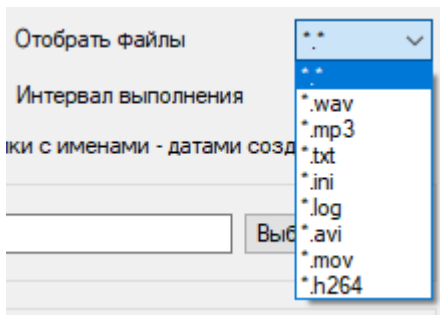 Отобрать файлы *.*
*.*
Интервал выполнения
*.wav
*.mp3
ки с именами - датами созд
*.txt
*.ini
*.log
Выб
*.avi
*.mov
*.h264